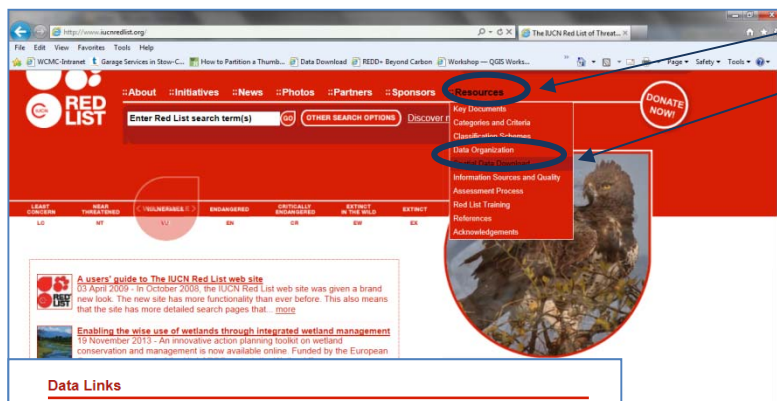 http://www.iucnredlist.org/
The IUCN Red List of Threat...
File Edit View Favorites Tools Help
WCMC-Intranet Garage Services in Stow-C... How to Partition a Thumb... Data Download REDD+ Beyond Carbon Workshop — QGIS Works...
Page Safety Tools
::About ::Initiatives ::News ::Photos ::Partners ::Sponsors ::Resources
IUCN
RED
LIST
Enter Red List search term(s) GO OTHER SEARCH OPTIONS Discover
DONATE
NOW!
Key Documents
Categories and Criteria
Classification Schemes
Data Organization
Spatial Data Download
Information Sources and Quality
Assessment Process
Red List Training
References
Acknowledgements
LEAST CONCERN NEAR THREATENED < VULNERABLE > ENDANGERED CRITICALLY ENDANGERED EXTINCT IN THE WILD EXTINCT
LC NT VU EN CR EW EX
RED
LIST
A users' guide to The IUCN Red List web site
03 April 2009 - In October 2008, the IUCN Red List web site was given a brand
new look. The new site has more functionality than ever before. This also means
that the site has more detailed search pages that... more
Enabling the wise use of wetlands through integrated wetland management
19 November 2013 - An innovative action planning toolkit on wetland
conservation and management is now available online. Funded by the European
Data Links